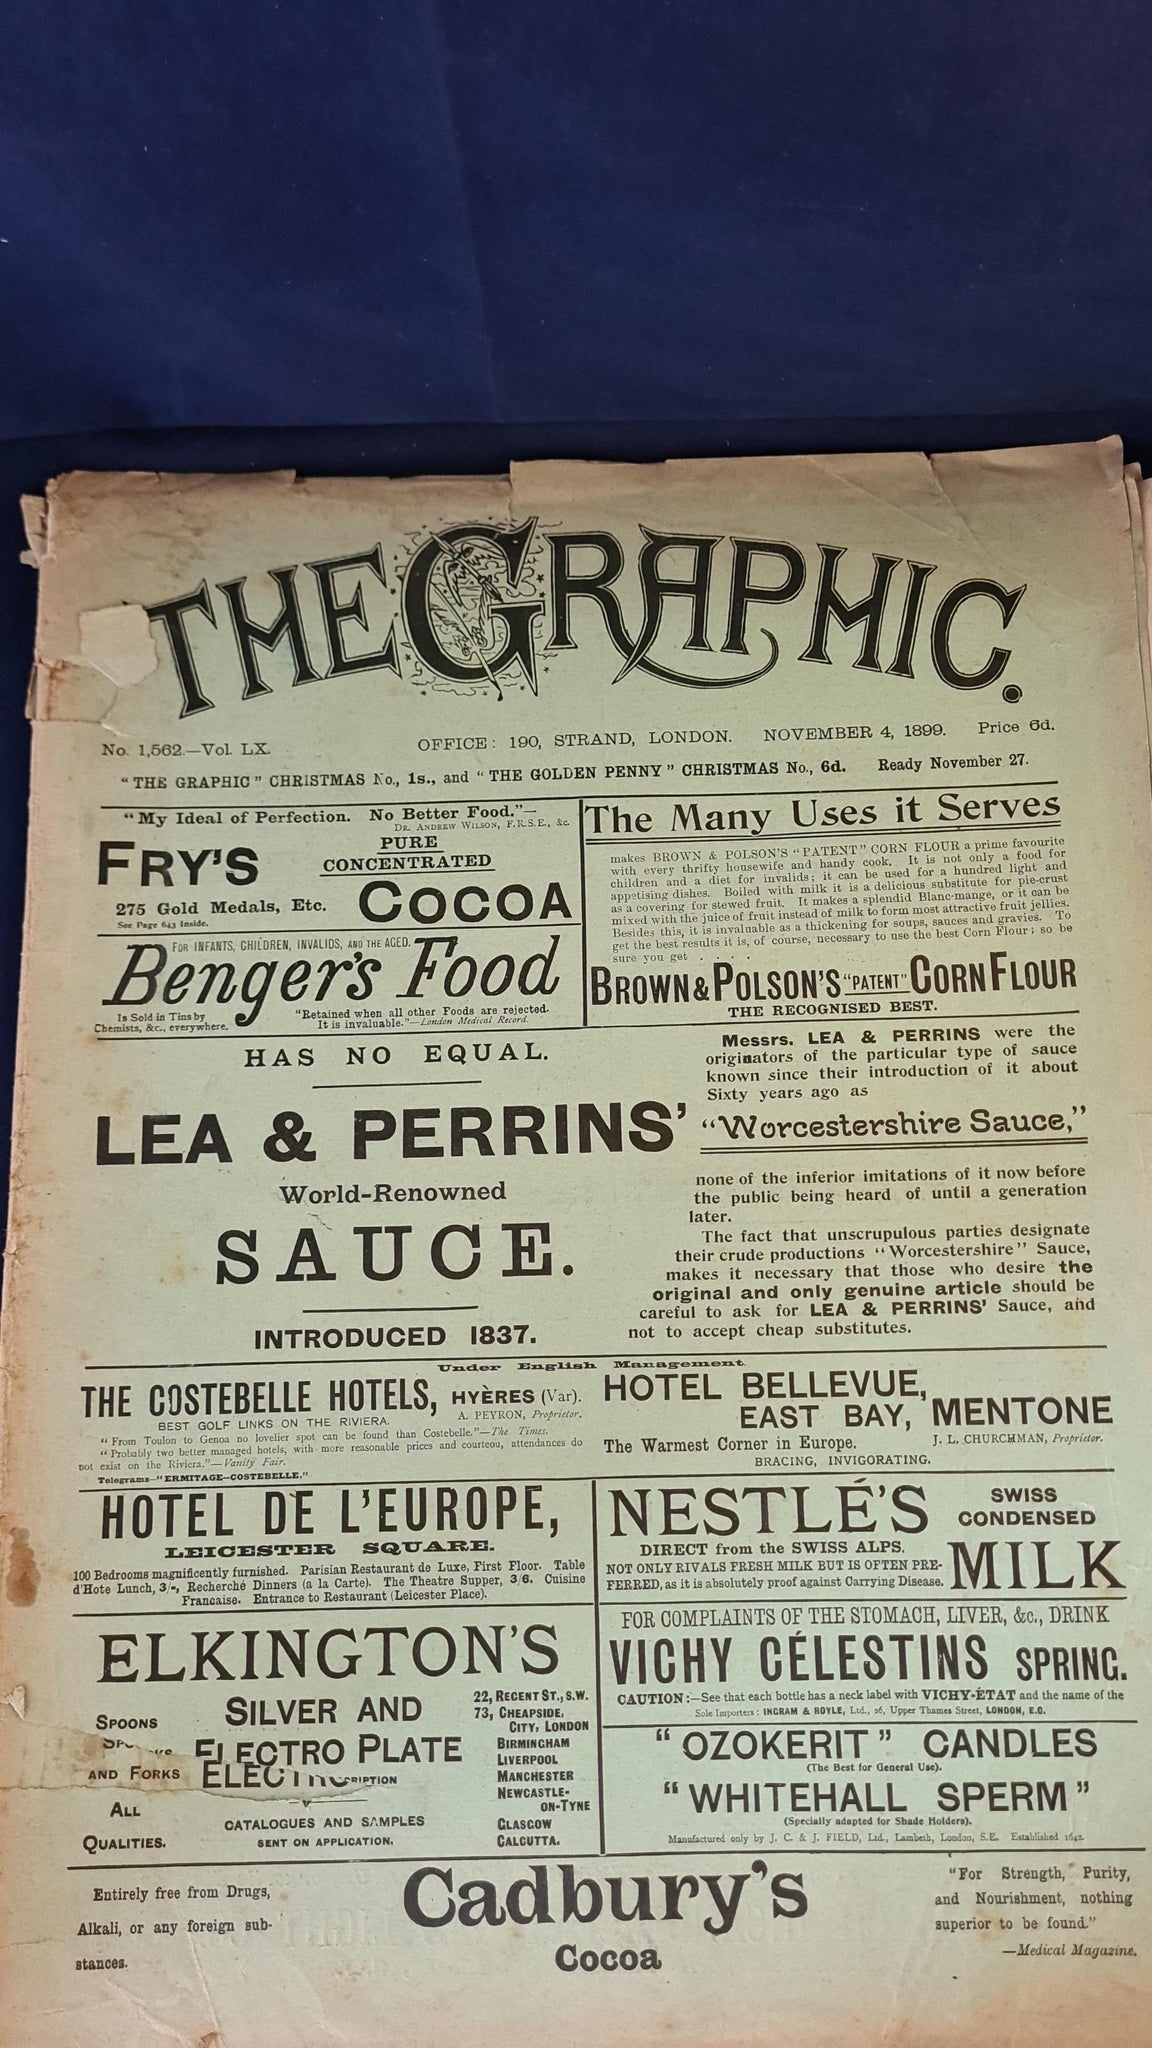 THE GRAPHIC.
No. 1,562.—Vol. LX. OFFICE: 190, STRAND, LONDON. NOVEMBER 4, 1899. Price 6d.
"THE GRAPHIC" CHRISTMAS No., 1s., and "THE GOLDEN PENNY" CHRISTMAS No., 6d. Ready November 27.
"My Ideal of Perfection. No Better Food."—
Dr. Andrew Wilson, F.R.S.E., &c.
FRY'S
PURE
CONCENTRATED
COCOA
275 Gold Medals, Etc.
See Page 643 Inside.
FOR INFANTS, CHILDREN, INVALIDS, AND THE AGED.
Benger's Food
Is Sold in Tins by
Chemists, &c., everywhere.
"Retained when all other Foods are rejected.
It is invaluable."—London Medical Record.
The Many Uses it Serves
makes BROWN & POLSON'S "PATENT" CORN FLOUR a prime favourite
with every thrifty housewife and handy cook. It is not only a food for
children and a diet for invalids; it can be used for a hundred light and
appetising dishes. Boiled with milk it is a delicious substitute for pie-crust
as a covering for stewed fruit. It makes a splendid Blanc-mange, or it can be
mixed with the juice of fruit instead of milk to form most attractive fruit jellies.
Besides this, it is invaluable as a thickening for soups, sauces and gravies. To
get the best results it is, of course, necessary to use the best Corn Flour; so be
sure you get . . . .
BROWN & POLSON'S "PATENT" CORN FLOUR
THE RECOGNISED BEST.
HAS NO EQUAL.
LEA & PERRINS'
World-Renowned
SAUCE.
INTRODUCED 1837.
Messrs. LEA & PERRINS were the
originators of the particular type of sauce
known since their introduction of it about
Sixty years ago as
"Worcestershire Sauce,"
none of the inferior imitations of it now before
the public being heard of until a generation
later.
The fact that unscrupulous parties designate
their crude productions "Worcestershire" Sauce,
makes it necessary that those who desire the
original and only genuine article should be
careful to ask for LEA & PERRINS' Sauce, and
not to accept cheap substitutes.
Under English Management.
THE COSTEBELLE HOTELS, HYÈRES (Var).
BEST GOLF LINKS ON THE RIVIERA. A. PEYRON, Proprietor.
"From Toulon to Genoa no lovelier spot can be found than Costebelle."—The Times.
"Probably two better managed hotels, with more reasonable prices and courteou, attendances do
not exist on the Riviera."—Vanity Fair.
Telegrams—"ERMITAGE-COSTEBELLE."
HOTEL BELLEVUE,
EAST BAY, MENTONE
The Warmest Corner in Europe. J. L. CHURCHMAN, Proprietor.
BRACING, INVIGORATING.
HOTEL DE L'EUROPE,
LEICESTER SQUARE.
100 Bedrooms magnificently furnished. Parisian Restaurant de Luxe, First Floor. Table
d'Hote Lunch, 3/-, Recherché Dinners (a la Carte). The Theatre Supper, 3/6. Cuisine
Francaise. Entrance to Restaurant (Leicester Place).
NESTLÉ'S SWISS
CONDENSED
MILK
DIRECT from the SWISS ALPS.
NOT ONLY RIVALS FRESH MILK BUT IS OFTEN PRE-
FERRED, as it is absolutely proof against Carrying Disease.
FOR COMPLAINTS OF THE STOMACH, LIVER, &c., DRINK
VICHY CÉLESTINS SPRING.
CAUTION:—See that each bottle has a neck label with VICHY-ÉTAT and the name of the
Sole Importers: INGRAM & ROYLE, Ltd., 26, Upper Thames Street, LONDON, E.C.
"OZOKERIT" CANDLES
(The Best for General Use).
"WHITEHALL SPERM"
(Specially adapted for Shade Holders).
Manufactured only by J. C. & J. FIELD, Ltd., Lambeth, London, S.E. Established 1642.
ELKINGTON'S
SPOONS
AND FORKS
ALL
QUALITIES.
SILVER AND
ELECTRO PLATE
CATALOGUES AND SAMPLES
SENT ON APPLICATION.
22, REGENT ST., S.W.
73, CHEAPSIDE,
CITY, LONDON
BIRMINGHAM
LIVERPOOL
MANCHESTER
NEWCASTLE-
ON-TYNE
GLASGOW
CALCUTTA.
Entirely free from Drugs,
Alkali, or any foreign sub-
stances.
Cadbury's
Cocoa
"For Strength, Purity,
and Nourishment, nothing
superior to be found."
—Medical Magazine.